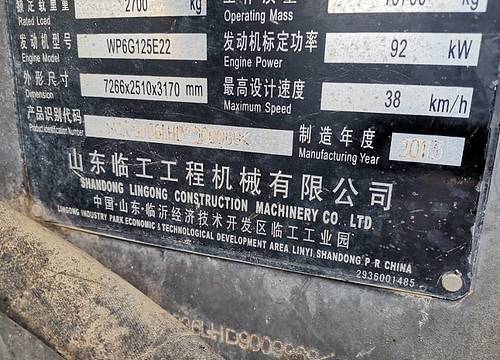 额定载重量 2700 kg
Rated Load
Operating Mass kg
发动机型号 WP6G125E22
Engine Model
发动机标定功率 92 kW
Engine Power
外形尺寸 7266x2510x3170 mm
Dimension
最高设计速度 38 km/h
Maximum Speed
产品识别代码
Product Identification Number
制造年度
Manufacturing Year
山东临工工程机械有限公司
SHANDONG LINGONG CONSTRUCTION MACHINERY CO. LTD.
中国·山东·临沂经济技术开发区临工工业园
LINGONG INDUSTRY PARK ECONOMIC & TECHNOLOGICAL DEVELOPMENT AREA LINYI, SHANDONG, P·R CHINA
2936001485